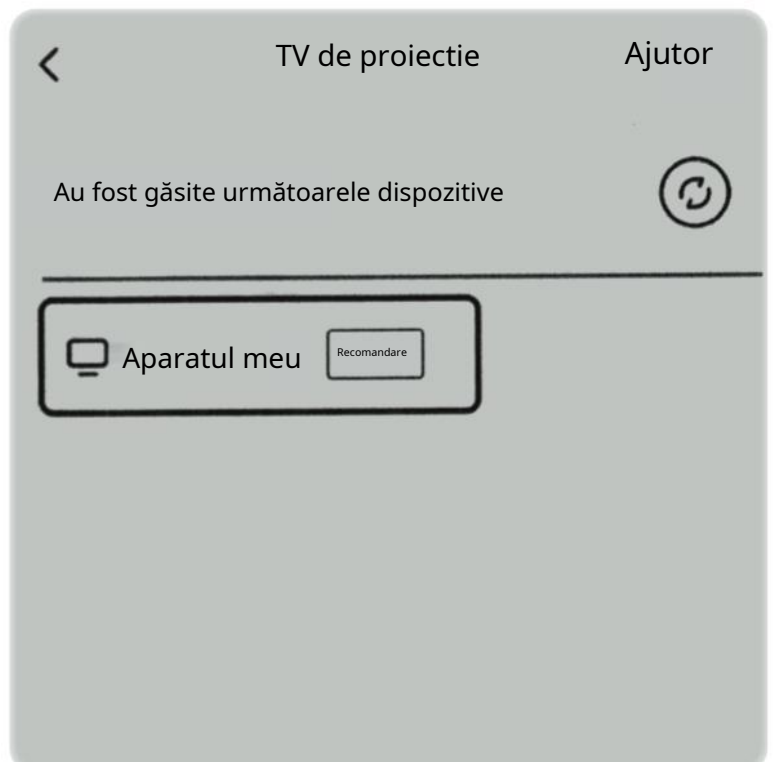 TV de proiectie
Ajutor
Au fost găsite următoarele dispozitive
Aparatul meu
Recomandare